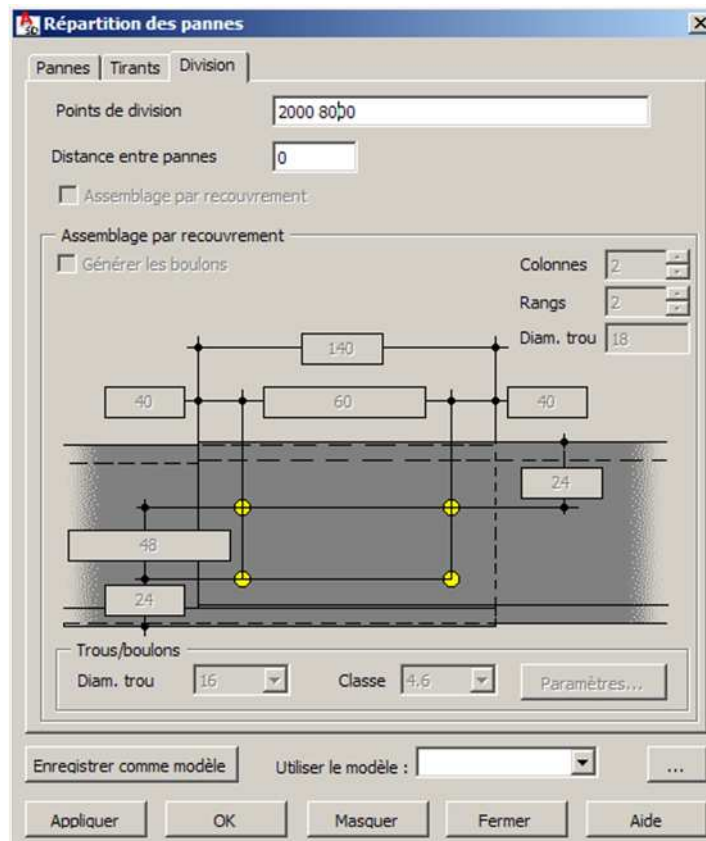 Répartition des pannes
Pannes Tirants Division
Points de division 2000 8000
Distance entre pannes 0
Assemblage par recouvrement
Assemblage par recouvrement
Générer les boulons
Colonnes 2
Rangs 2
Diam. trou 18
140
40 60 40
24
48
24
Trous/boulons
Diam. trou 16 Classe 4.6 Paramètres...
Enregistrer comme modèle Utiliser le modèle : ...
Appliquer OK Masquer Fermer Aide